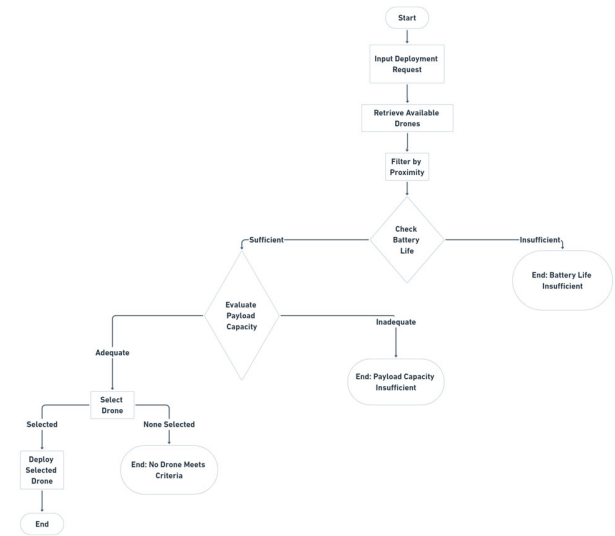 Start
Input Deployment
Request
Retrieve Available
Drones
Filter by
Proximity
Check
Battery
Life
Sufficient
Insufficient
End: Battery Life
Insufficient
Evaluate
Payload
Capacity
Inadequate
Adequate
End: Payload Capacity
Insufficient
Select
Drone
Selected
None Selected
Deploy
Selected
Drone
End: No Drone Meets
Criteria
End